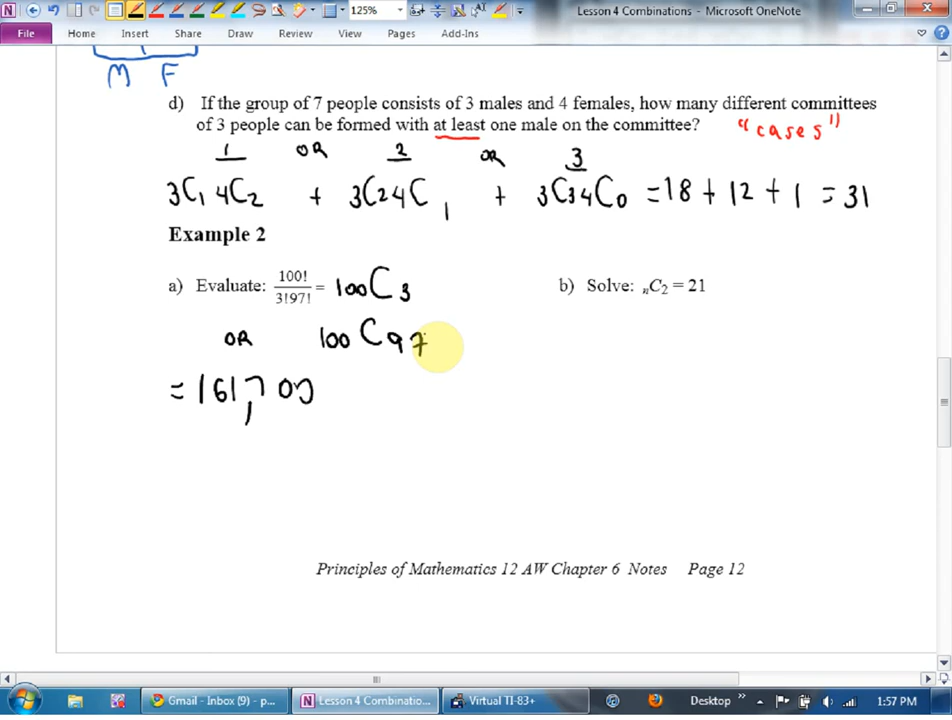 Lesson 4 Combinations - Microsoft OneNote
125%
File Home Insert Share Draw Review View Pages Add-Ins
M F
d) If the group of 7 people consists of 3 males and 4 females, how many different committees
of 3 people can be formed with at least one male on the committee? "cases"
1 OR 2 OR 3
3C1 4C2 + 3C2 4C1 + 3C3 4C0 = 18 + 12 + 1 = 31
Example 2
a) Evaluate: 100!/3!97! = 100C3
b) Solve: nC2 = 21
OR 100C97
= 161,700
Principles of Mathematics 12 AW Chapter 6 Notes Page 12
Gmail - Inbox (9) - p... Lesson 4 Combinatio... Virtual TI-83+ Desktop » 1:57 PM